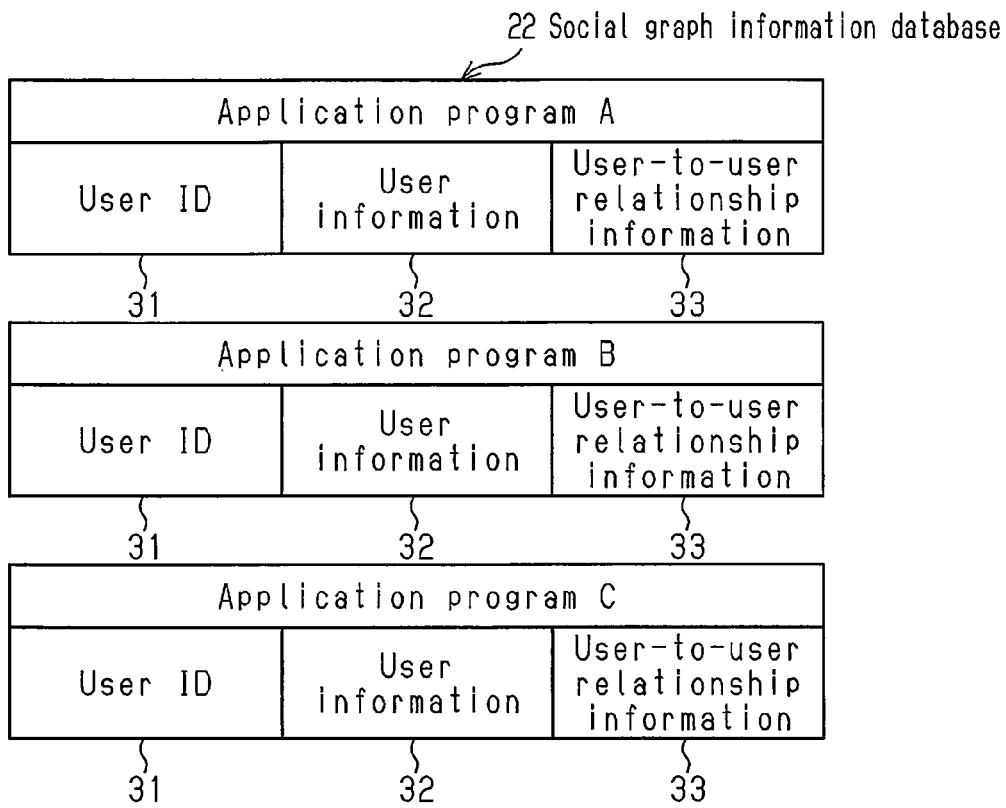 22 Social graph information database
Application program A
User ID
User
information
User-to-user
relationship
information
31
32
33
Application program B
User ID
User
information
User-to-user
relationship
information
31
32
33
Application program C
User ID
User
information
User-to-user
relationship
information
31
32
33